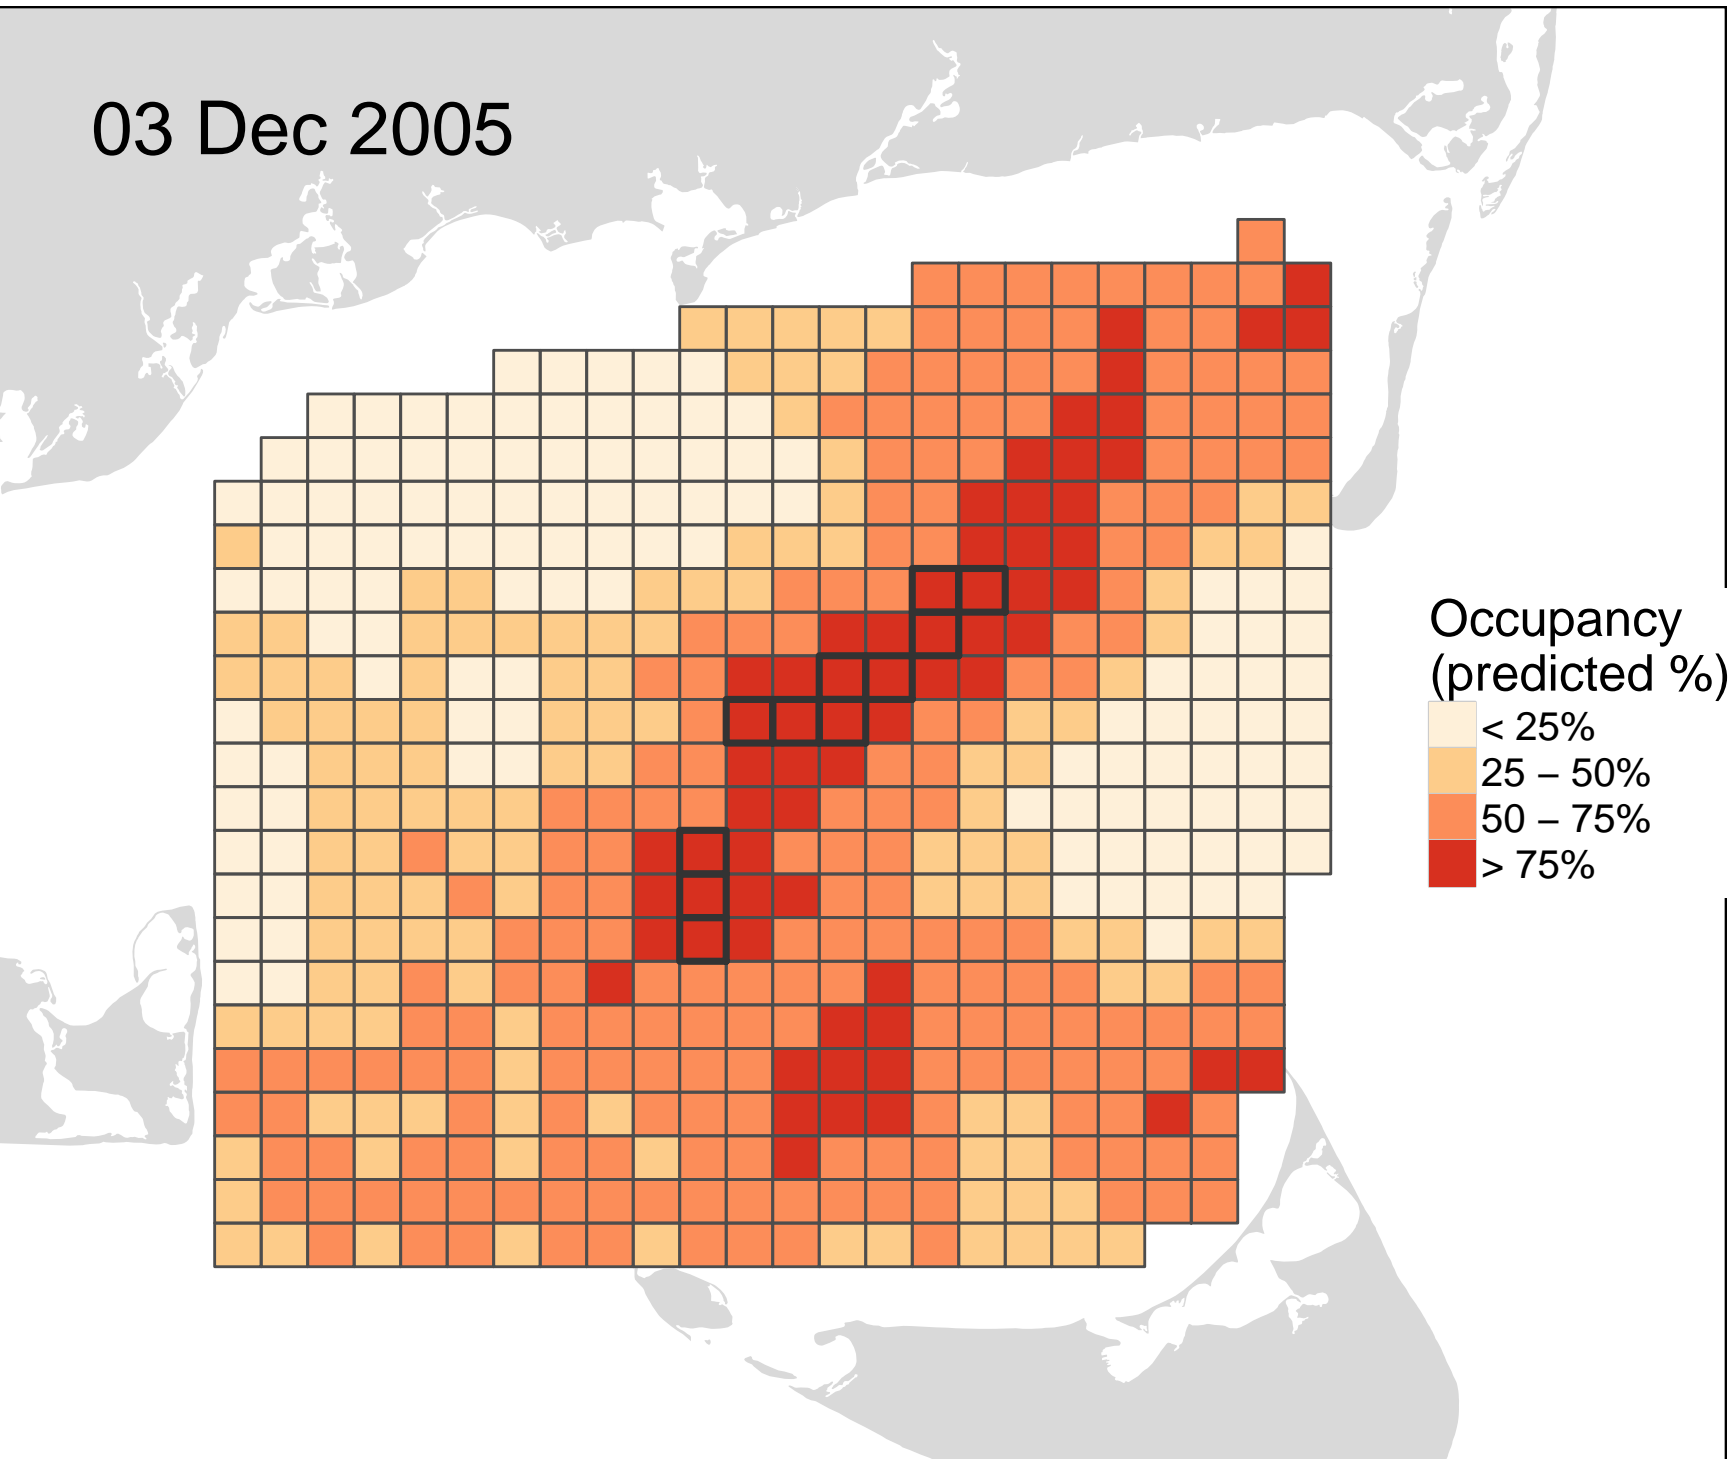 03 Dec 2005
Occupancy
(predicted %)
< 25%
25 – 50%
50 – 75%
> 75%